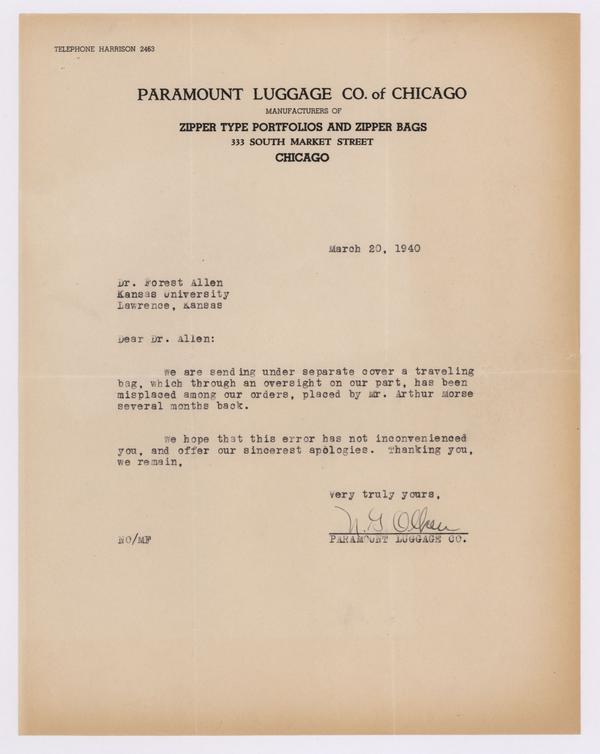 TELEPHONE HARRISON 2463
PARAMOUNT LUGGAGE CO. of CHICAGO
MANUFACTURERS OF
ZIPPER TYPE PORTFOLIOS AND ZIPPER BAGS
333 SOUTH MARKET STREET
CHICAGO
March 20, 1940
Dr. Forest Allen
Kansas University
Lawrence, Kansas
Dear Dr. Allen:
We are sending under separate cover a traveling
bag, which through an oversight on our part, has been
misplaced among our orders, placed by Mr. Arthur Morse
several months back.
We hope that this error has not inconvenienced
you, and offer our sincerest apologies. Thanking you,
we remain,
Very truly yours,
N. G.
NO/MF
PARAMOUNT LUGGAGE CO.